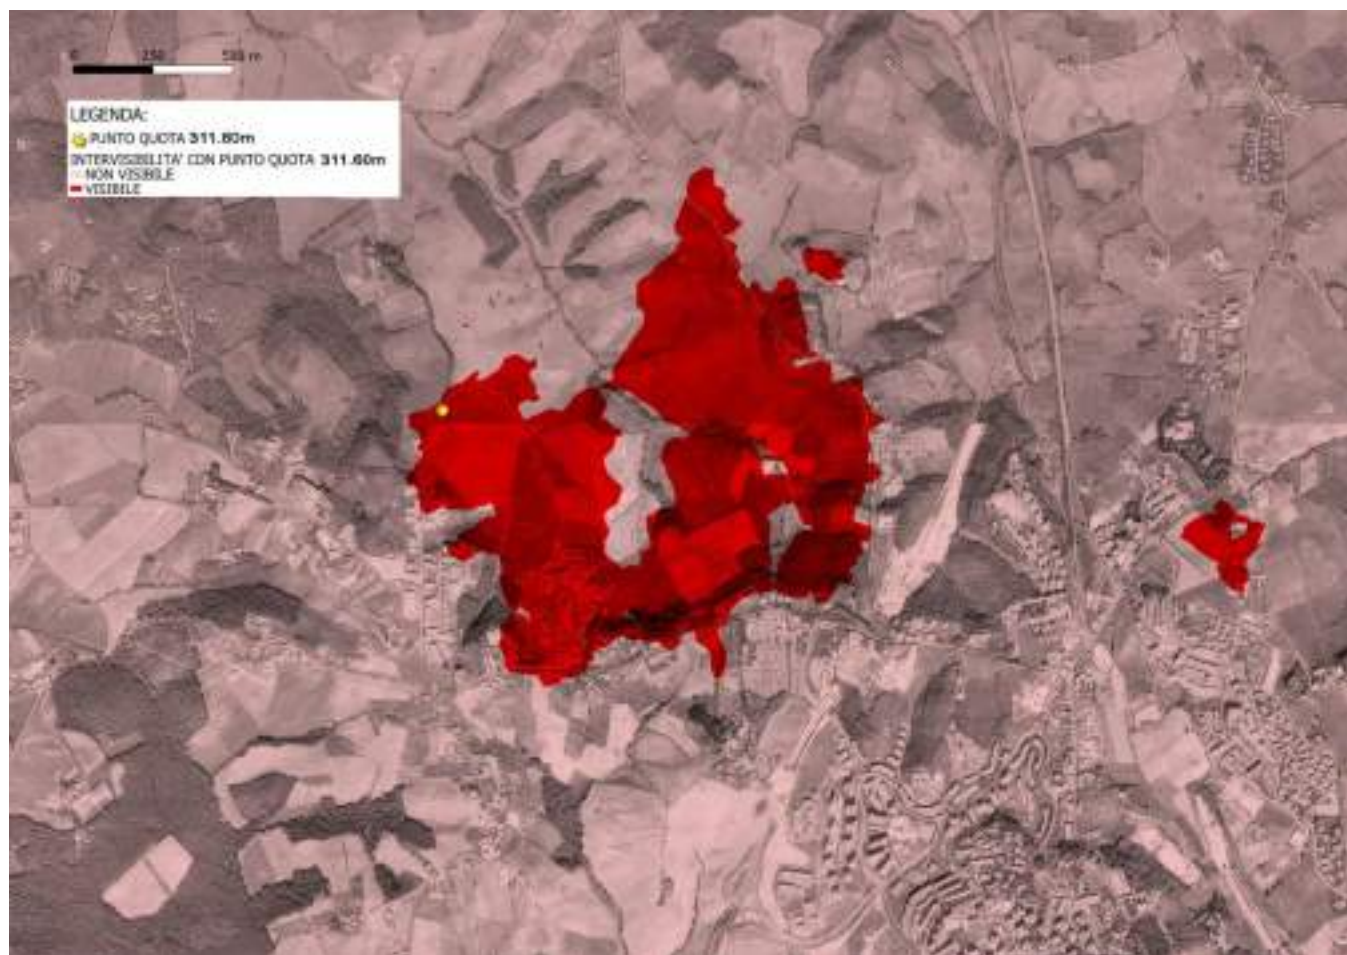 0 250 500 m
LEGENDA:
PUNTO QUOTA 311.60m
INTERVISIBILITA' CON PUNTO QUOTA 311.60m
NON VISIBILE
VISIBILE